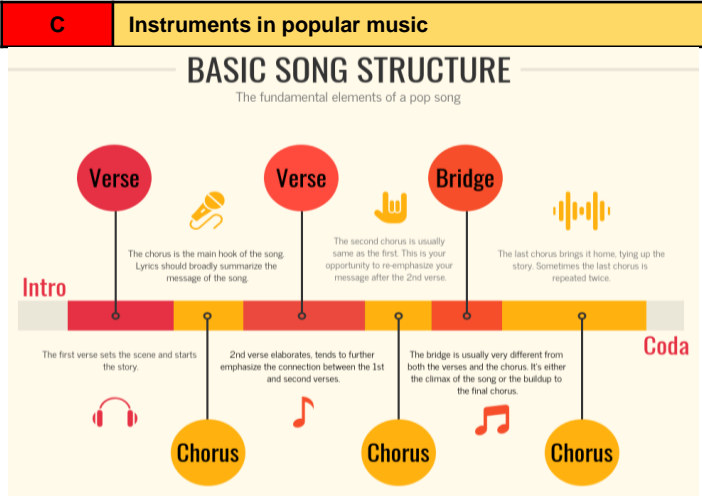 C
Instruments in popular music
BASIC SONG STRUCTURE
The fundamental elements of a pop song
Verse
Verse
Bridge
The chorus is the main hook of the song.
Lyrics should broadly summarize the
message of the song.
The second chorus is usually
same as the first. This is your
opportunity to re-emphasize your
message after the 2nd verse.
The last chorus brings it home, tying up the
story. Sometimes the last chorus is
repeated twice.
Intro
Coda
The first verse sets the scene and starts
the story.
2nd verse elaborates, tends to further
emphasize the connection between the 1st
and second verses.
The bridge is usually very different from
both the verses and the chorus. It's either
the climax of the song or the buildup to
the final chorus.
Chorus
Chorus
Chorus